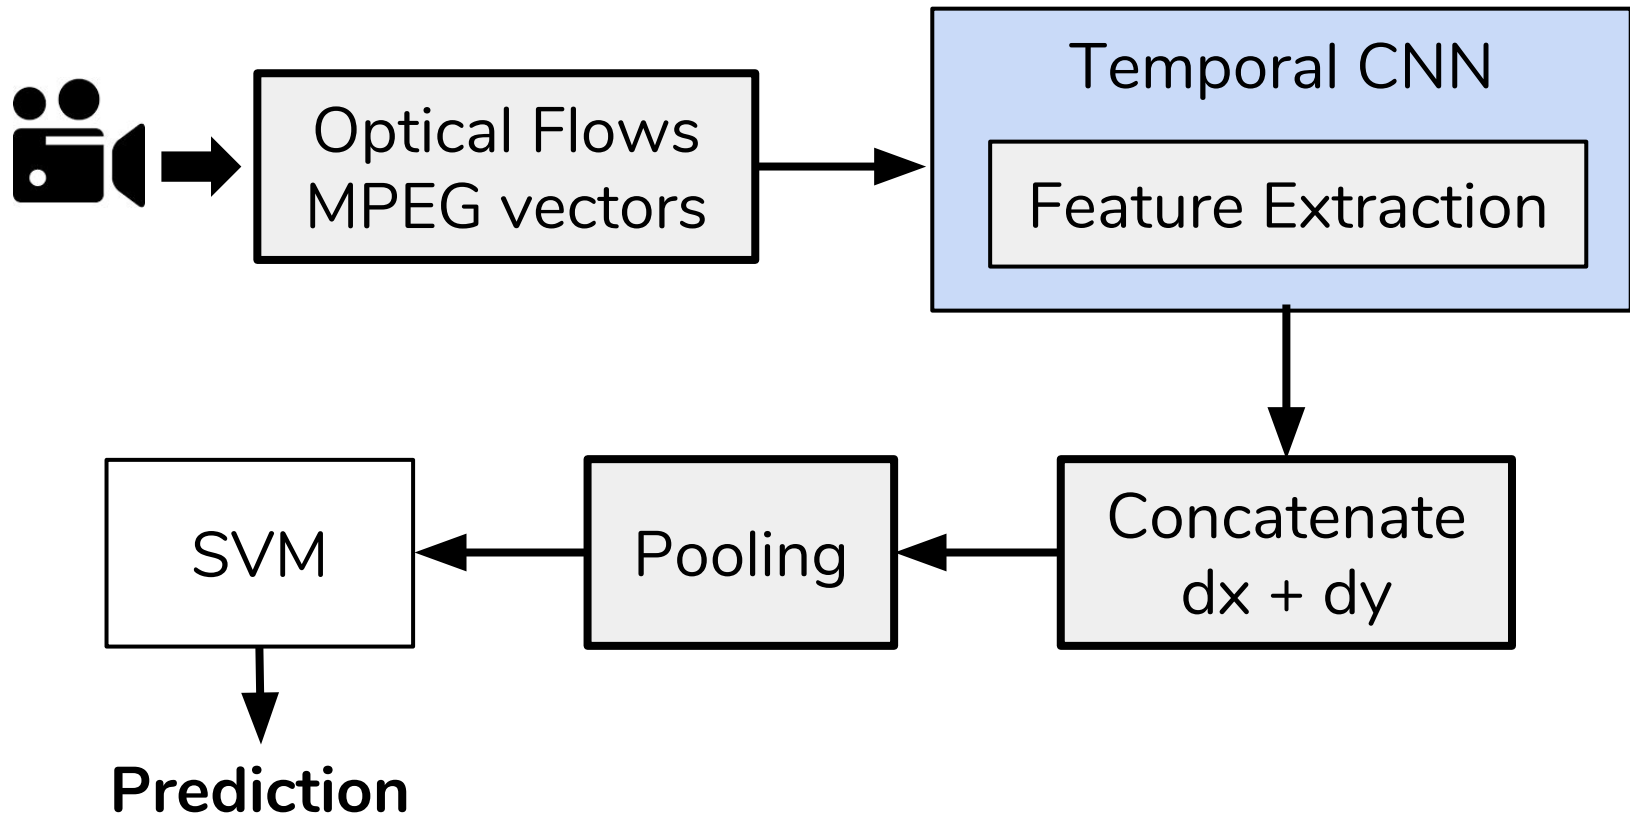 Optical Flows
MPEG vectors
Temporal CNN
Feature Extraction
Concatenate
dx + dy
Pooling
SVM
Prediction